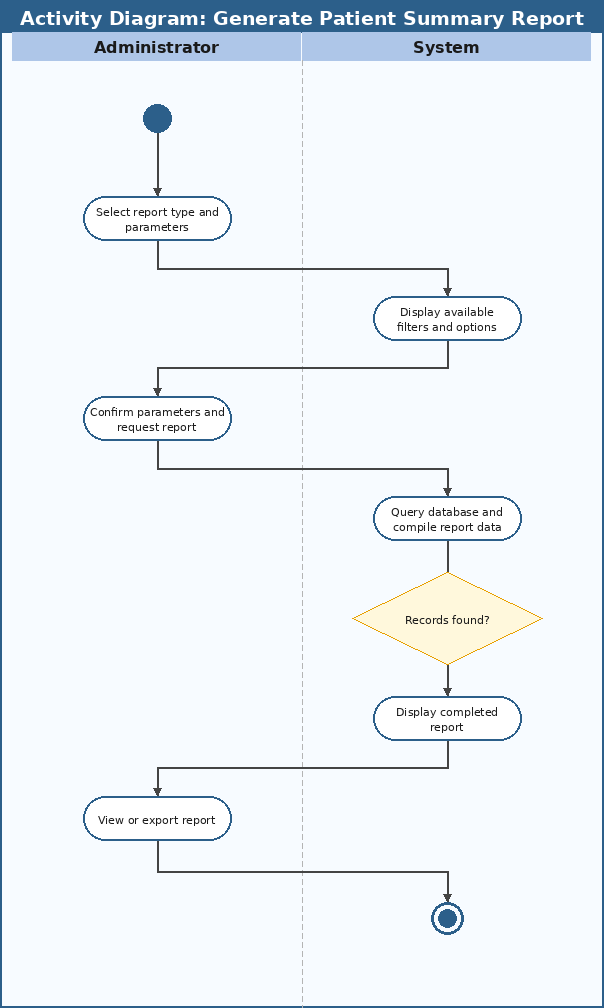 Activity Diagram: Generate Patient Summary Report
Administrator
System
Select report type and
parameters
Display available
filters and options
Confirm parameters and
request report
Query database and
compile report data
Records found?
Display completed
report
View or export report